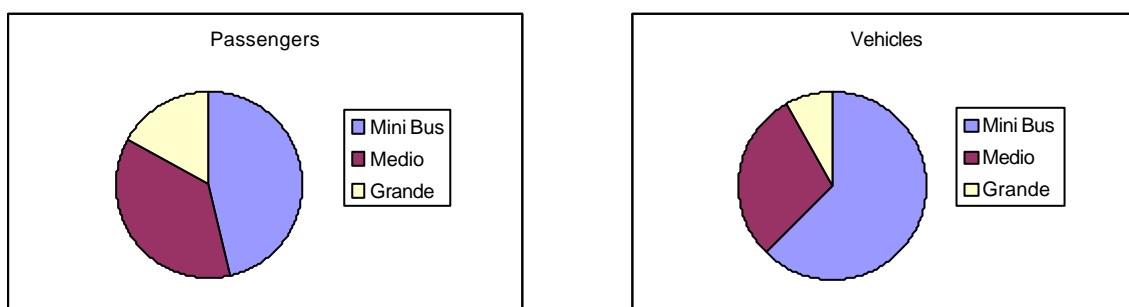 Passengers
Mini Bus
Medio
Grande
Vehicles
Mini Bus
Medio
Grande